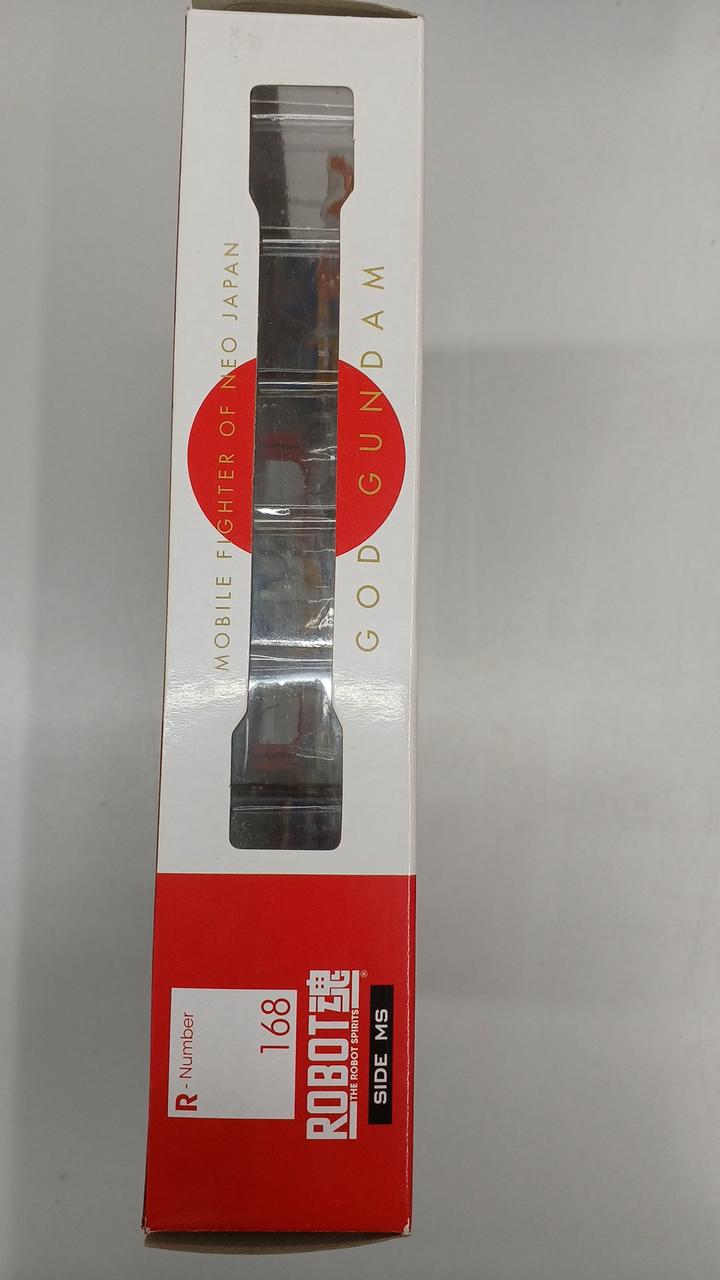 MOBILE FIGHTER OF NEO JAPAN
GOD GUNDAM
R - Number
168
ROBOT魂®
THE ROBOT SPIRITS
SIDE MS